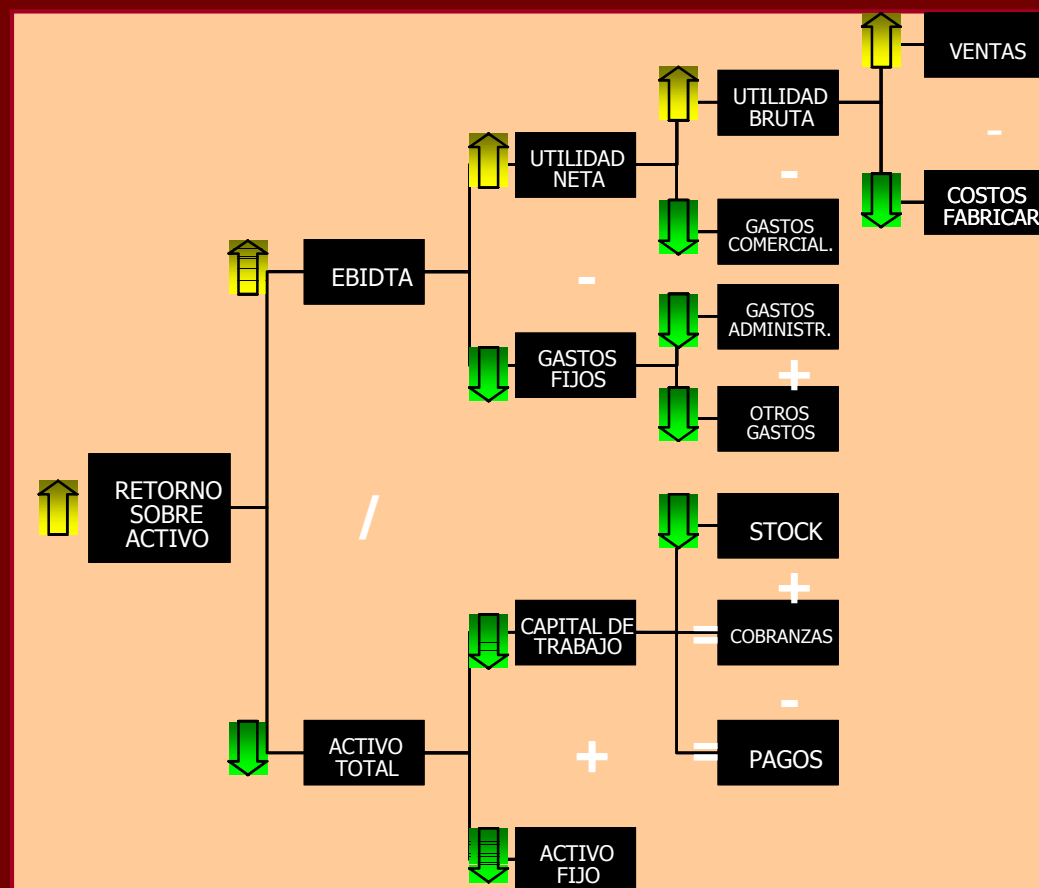 VENTAS
-
COSTOS
FABRICAR
UTILIDAD
BRUTA
-
GASTOS
COMERCIAL.
UTILIDAD
NETA
-
GASTOS
FIJOS
GASTOS
ADMINISTR.
+
OTROS
GASTOS
EBIDTA
RETORNO
SOBRE
ACTIVO
/
ACTIVO
TOTAL
CAPITAL DE
TRABAJO
+
ACTIVO
FIJO
STOCK
+
= COBRANZAS
-
= PAGOS